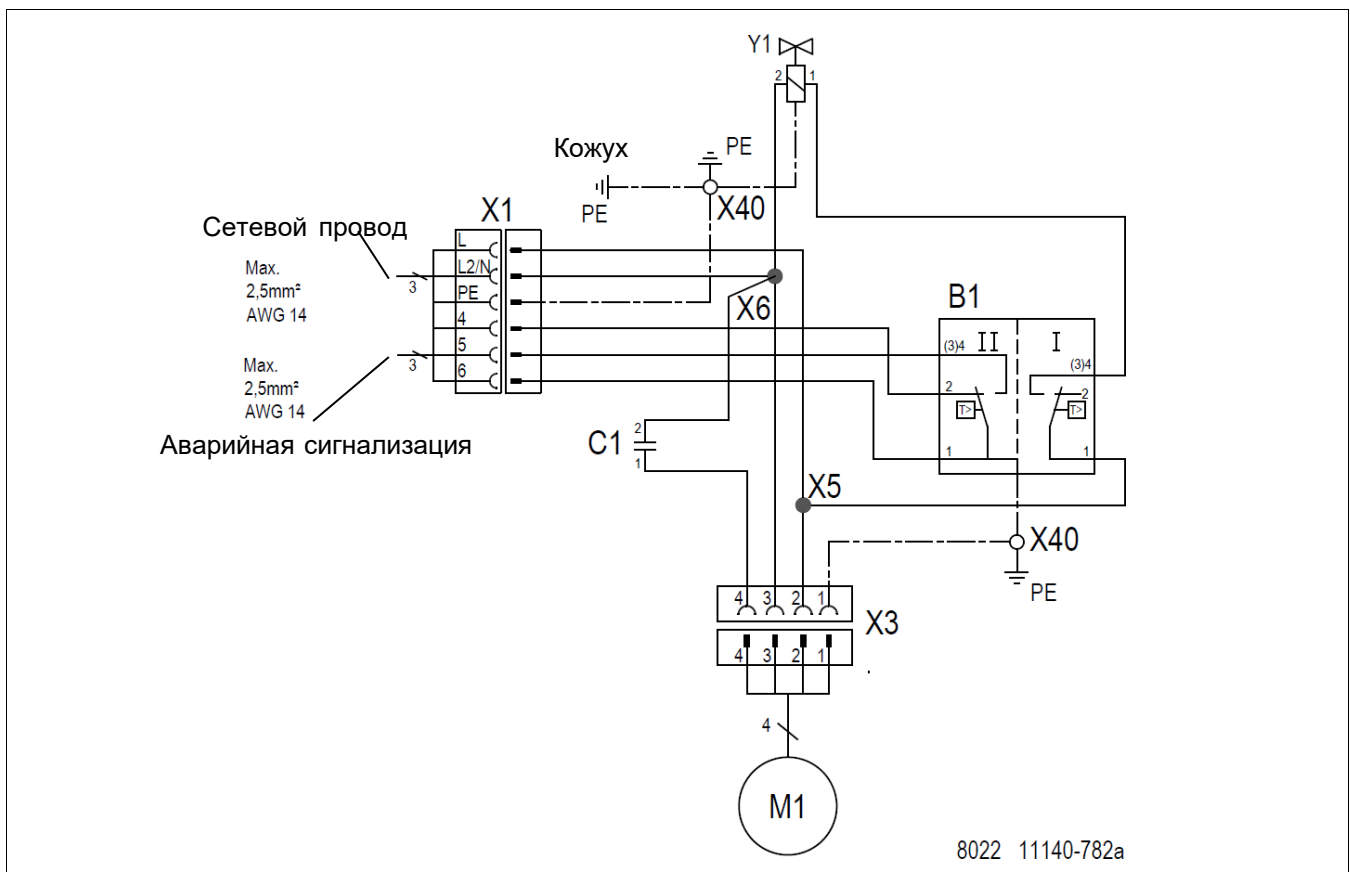 Y1
2 1
Кожух
PE
PE
X40
X1
Сетевой провод
Max.
2,5mm²
AWG 14
3
L
L2/N
PE
4
5
6
Max.
2,5mm²
AWG 14
3
Аварийная сигнализация
X6
B1
II I
(3)4
(3)4
2
2
T>
T>
1
1
C1
2
1
X5
X40
PE
4 3 2 1
X3
4 3 2 1
4
M1
8022 11140-782a